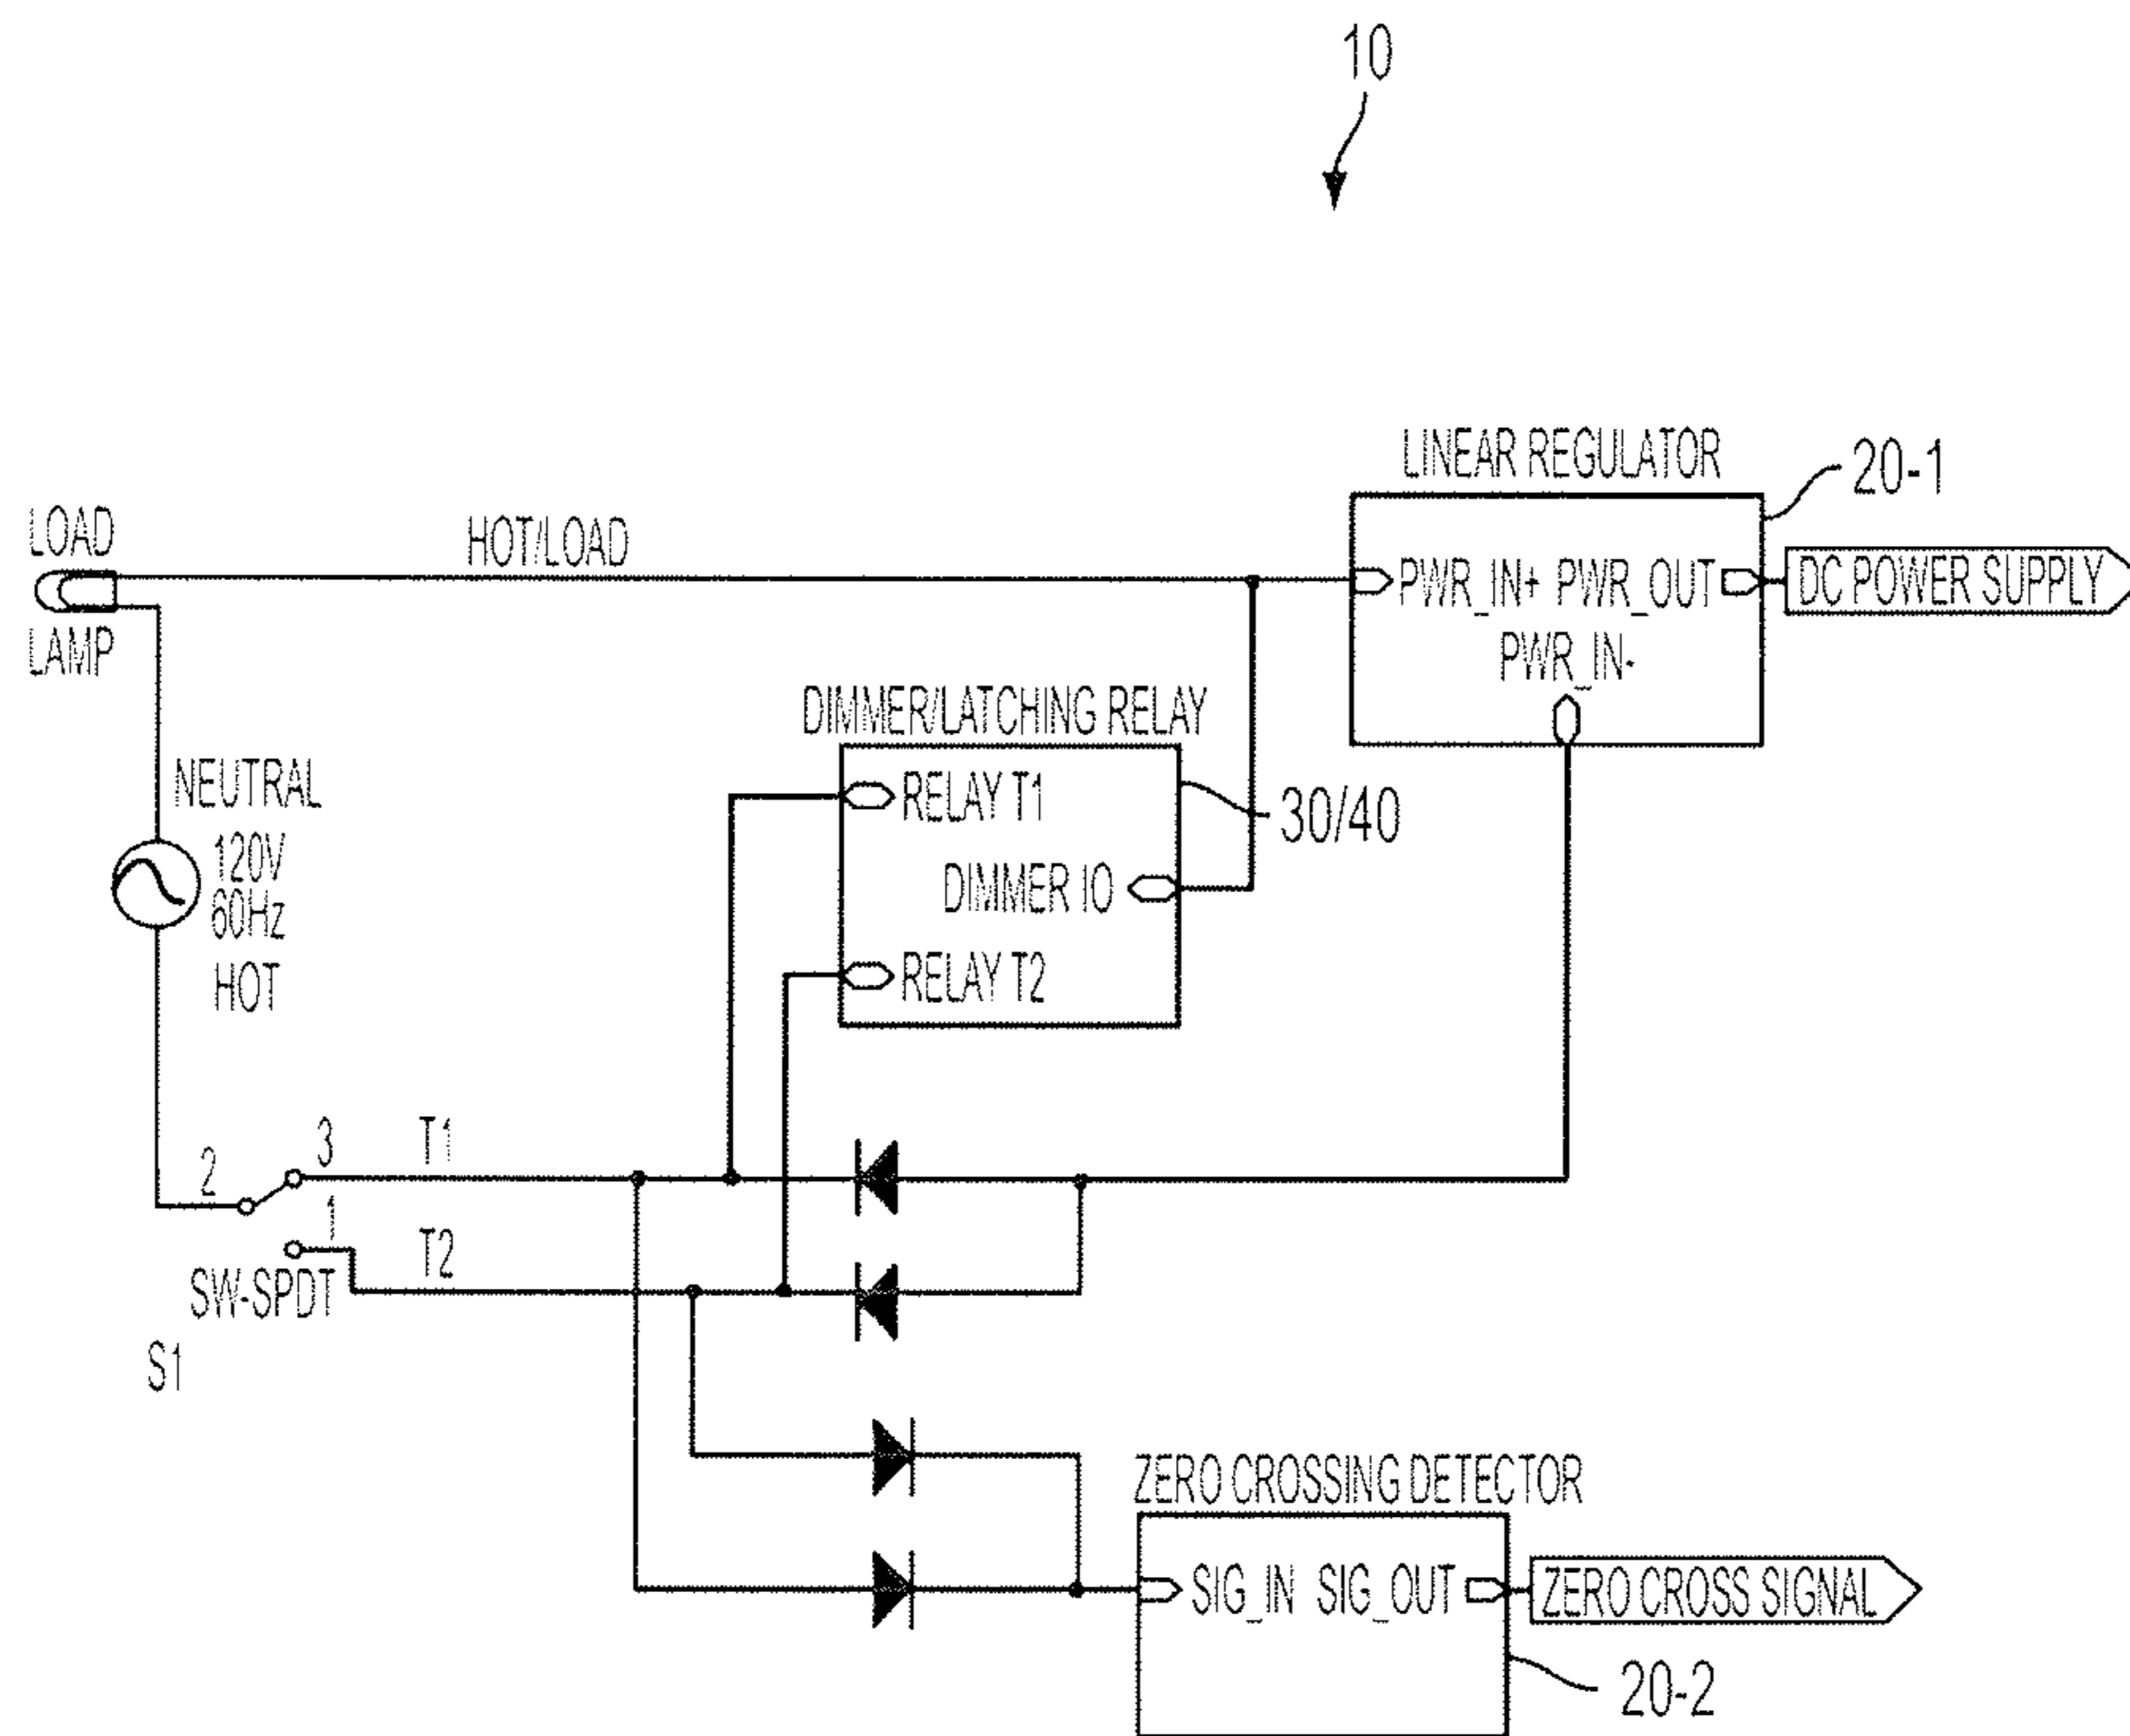 10
LINEAR REGULATOR
20-1
LOAD
HOT/LOAD
PWR_IN+ PWR_OUT
DC POWER SUPPLY
LAMP
PWR_IN-
DIMMER/LATCHING RELAY
NEUTRAL
RELAY T1
30/40
120V
60Hz
DIMMER IO
HOT
RELAY T2
2
3
T1
1
T2
SW-SPDT
S1
ZERO CROSSING DETECTOR
SIG_IN SIG_OUT
ZERO CROSS SIGNAL
20-2